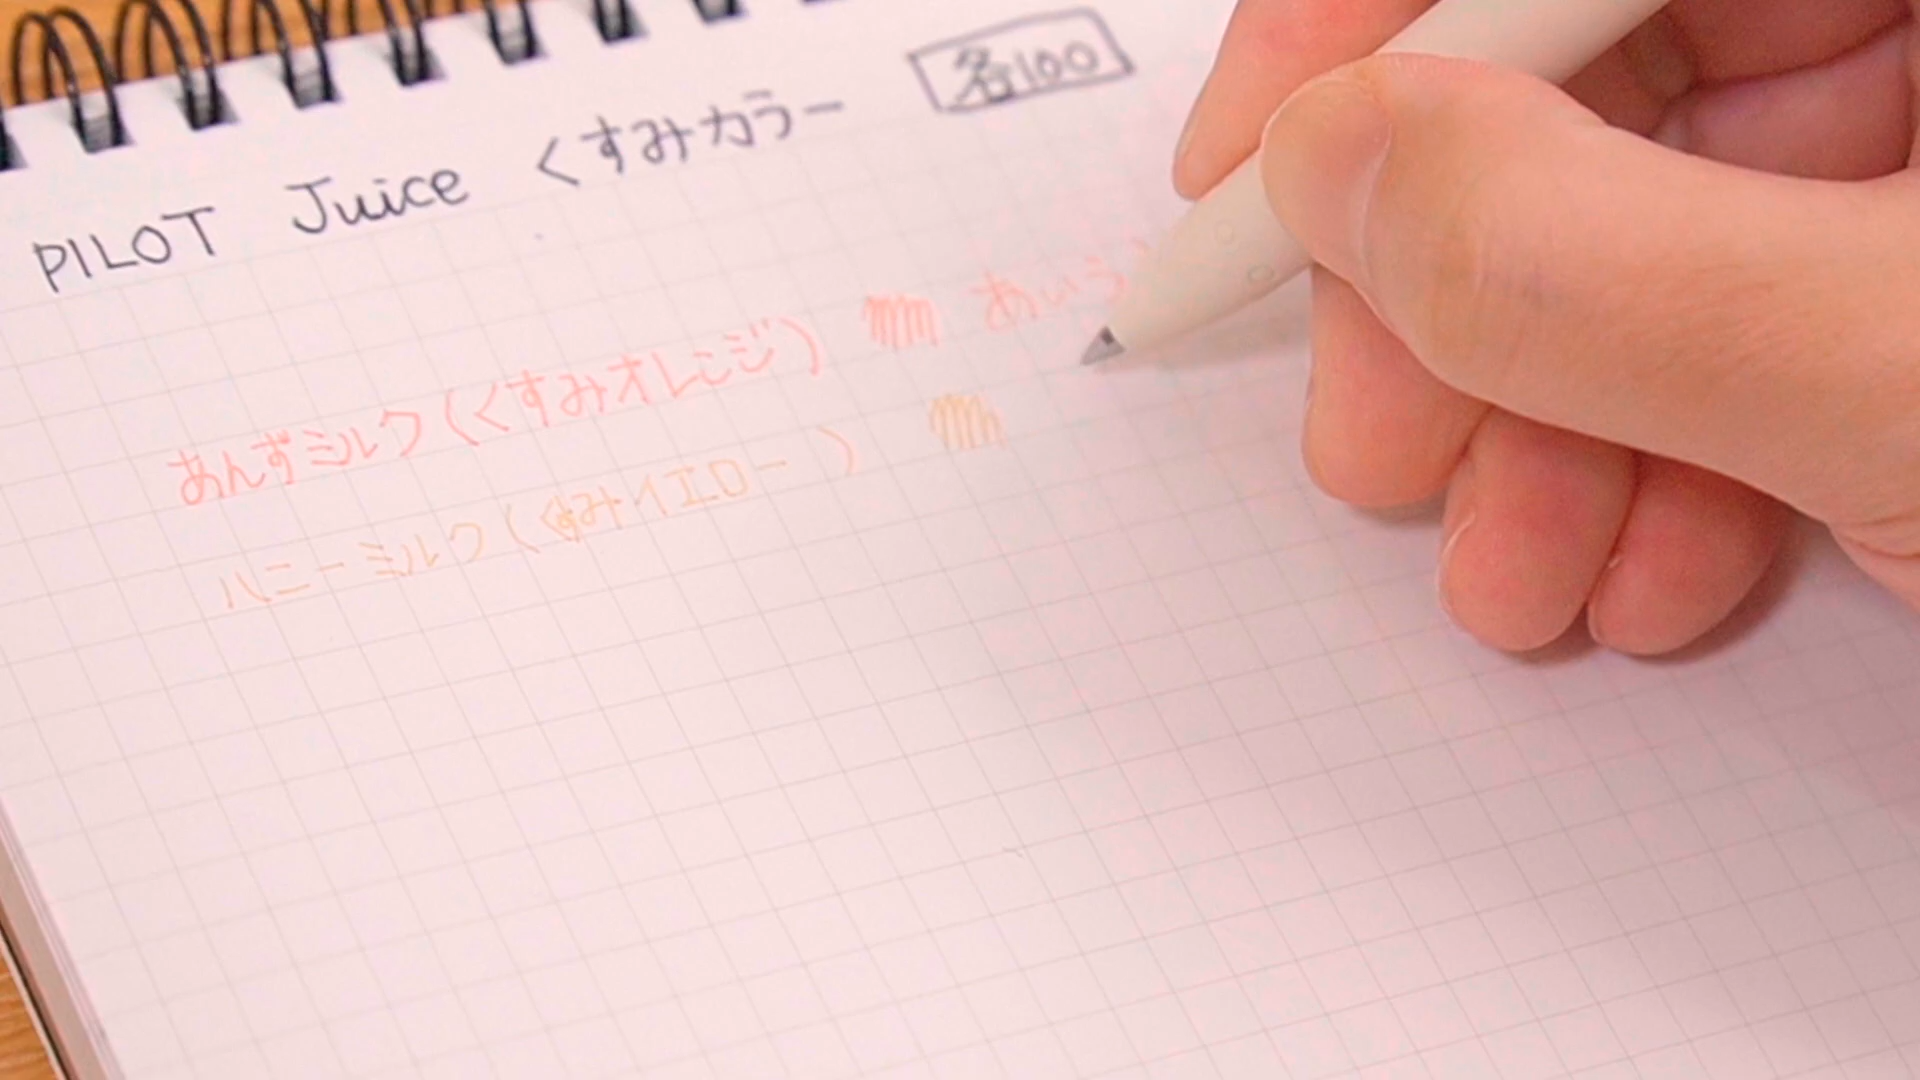 PILOT Juice くすみカラー 各100
あんずミルク(くすみオレンジ) あいう
ハニーミルク(くすみイエロー)